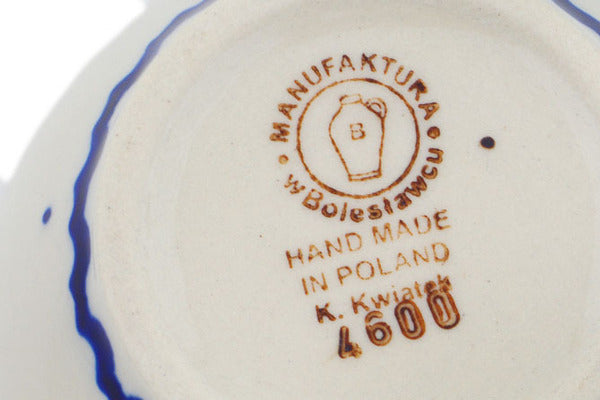 MANUFAKTURA
B
w Bolesławcu
HAND MADE
IN POLAND
K. Kwiatek
4600